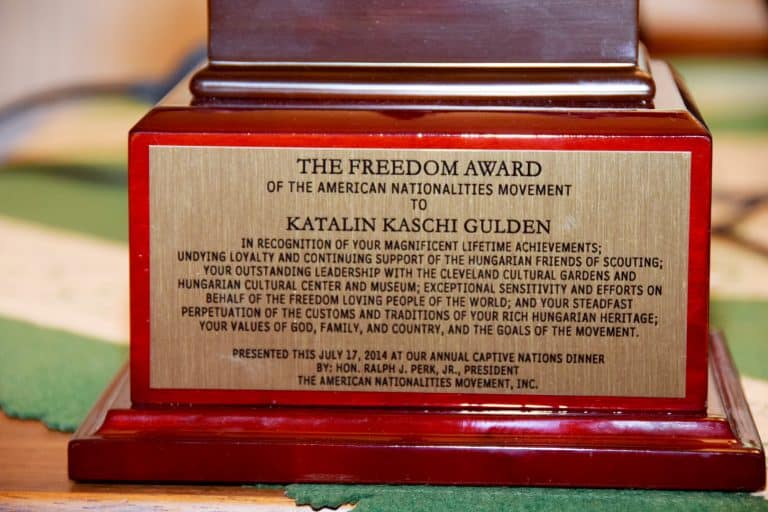 THE FREEDOM AWARD
OF THE AMERICAN NATIONALITIES MOVEMENT
TO
KATALIN KASCHI GULDEN
IN RECOGNITION OF YOUR MAGNIFICENT LIFETIME ACHIEVEMENTS;
UNDYING LOYALTY AND CONTINUING SUPPORT OF THE HUNGARIAN FRIENDS OF SCOUTING;
YOUR OUTSTANDING LEADERSHIP WITH THE CLEVELAND CULTURAL GARDENS AND
HUNGARIAN CULTURAL CENTER AND MUSEUM; EXCEPTIONAL SENSITIVITY AND EFFORTS ON
BEHALF OF THE FREEDOM LOVING PEOPLE OF THE WORLD; AND YOUR STEADFAST
PERPETUATION OF THE CUSTOMS AND TRADITIONS OF YOUR RICH HUNGARIAN HERITAGE;
YOUR VALUES OF GOD, FAMILY, AND COUNTRY, AND THE GOALS OF THE MOVEMENT.
PRESENTED THIS JULY 17, 2014 AT OUR ANNUAL CAPTIVE NATIONS DINNER
BY: HON. RALPH J. PERK, JR., PRESIDENT
THE AMERICAN NATIONALITIES MOVEMENT, INC.